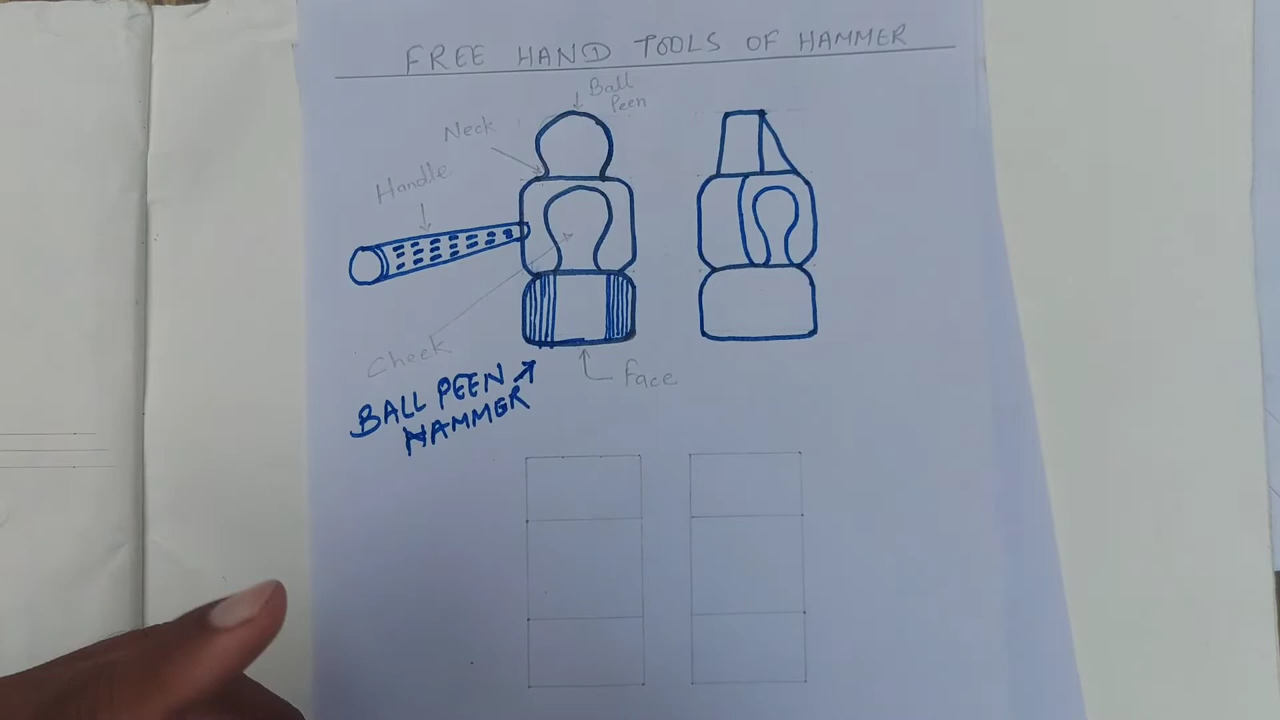 FREE HAND TOOLS OF HAMMER
Ball
Peen
Neck
Handle
Cheek
Face
BALL PEEN
HAMMER